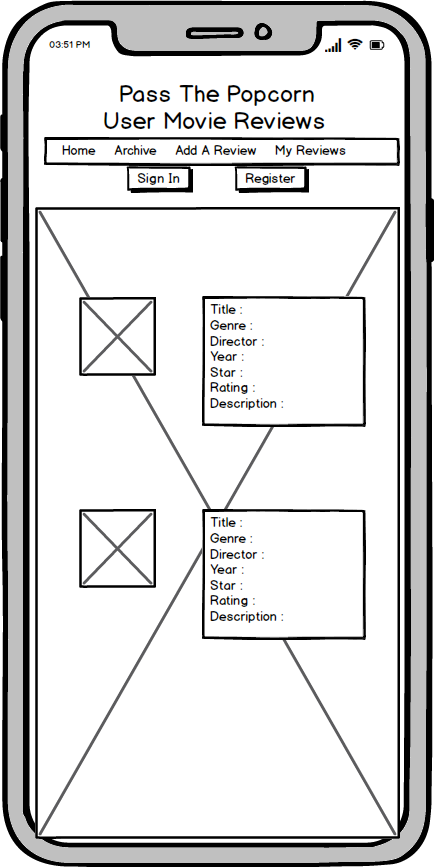 03:51 PM
Pass The Popcorn
User Movie Reviews
Home Archive Add A Review My Reviews
Sign In Register
Title :
Genre :
Director :
Year :
Star :
Rating :
Description :
Title :
Genre :
Director :
Year :
Star :
Rating :
Description :